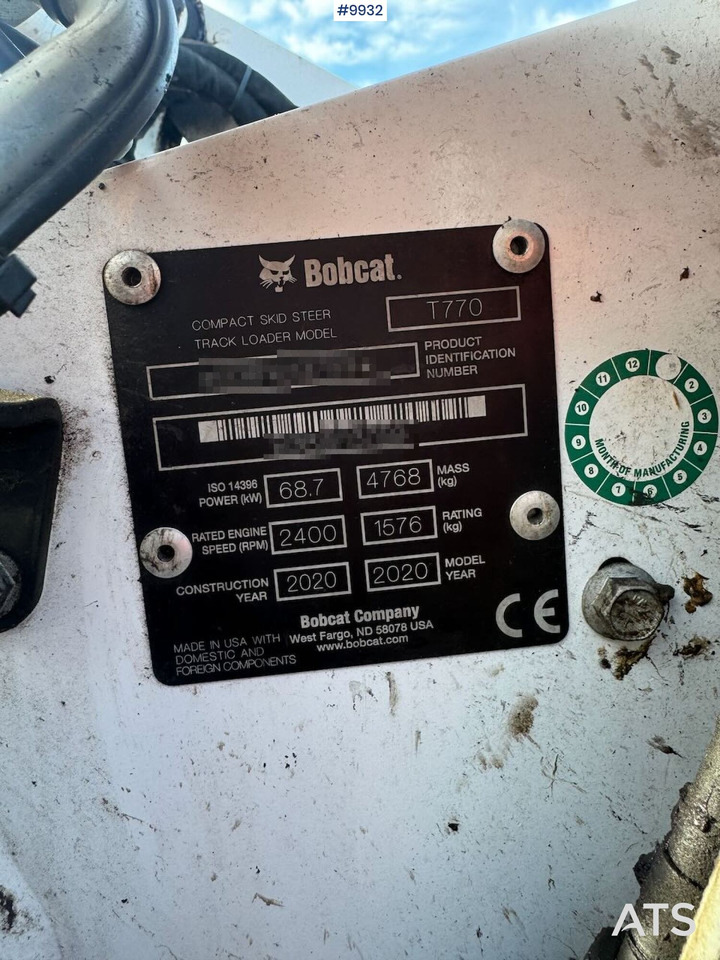 #9932
Bobcat.
COMPACT SKID STEER
TRACK LOADER MODEL
T770
PRODUCT
IDENTIFICATION
NUMBER
ISO 14396
POWER (kW)
68.7
4768
MASS
(kg)
RATED ENGINE
SPEED (RPM)
2400
1576
RATING
(kg)
CONSTRUCTION
YEAR
2020
2020
MODEL
YEAR
Bobcat Company
West Fargo, ND 58078 USA
www.bobcat.com
MADE IN USA WITH
DOMESTIC AND
FOREIGN COMPONENTS
CE
12
2
3
4
5
6
7
8
9
10
11
MONTH OF MANUFACTURING
ATS